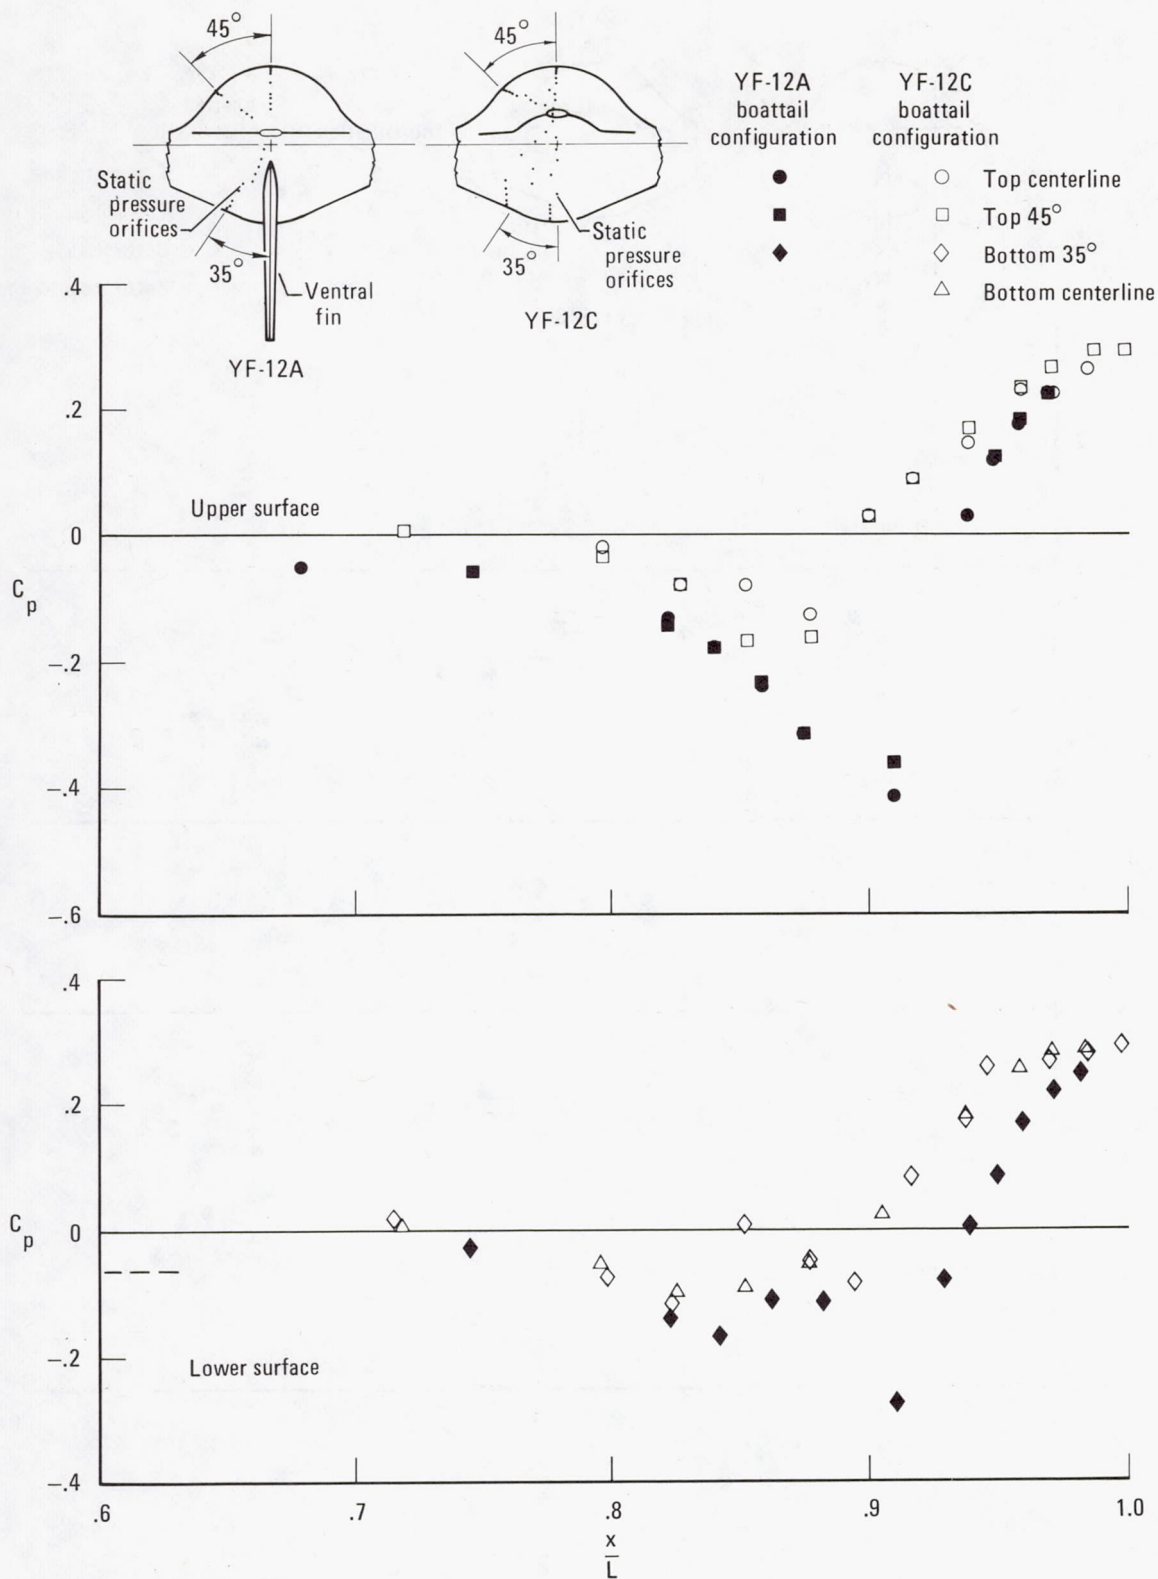 45°
45°
YF-12A
boattail
configuration
YF-12C
boattail
configuration
Static
pressure
orifices
35°
Ventral
fin
YF-12A
35°
Static
pressure
orifices
YF-12C
Top centerline
Top 45°
Bottom 35°
Bottom centerline
.4
.2
0
–.2
–.4
–.6
Cp
Upper surface
.4
.2
0
–.2
–.4
Cp
Lower surface
.6
.7
.8
.9
1.0
x
L